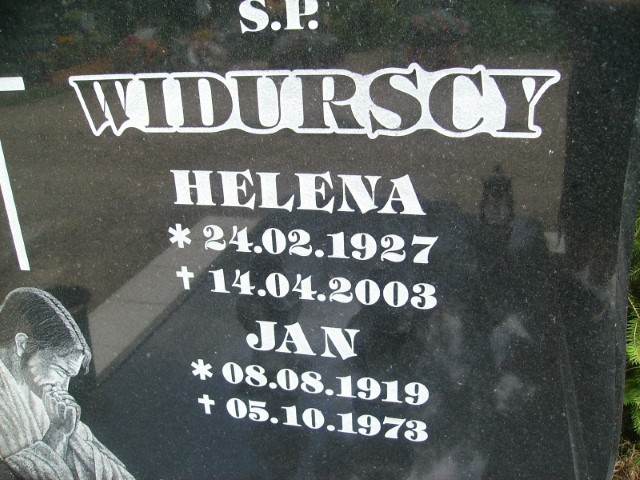 S.P.
WIDURSCY
HELENA
* 24.02.1927
† 14.04.2003
JAN
* 08.08.1919
† 05.10.1973